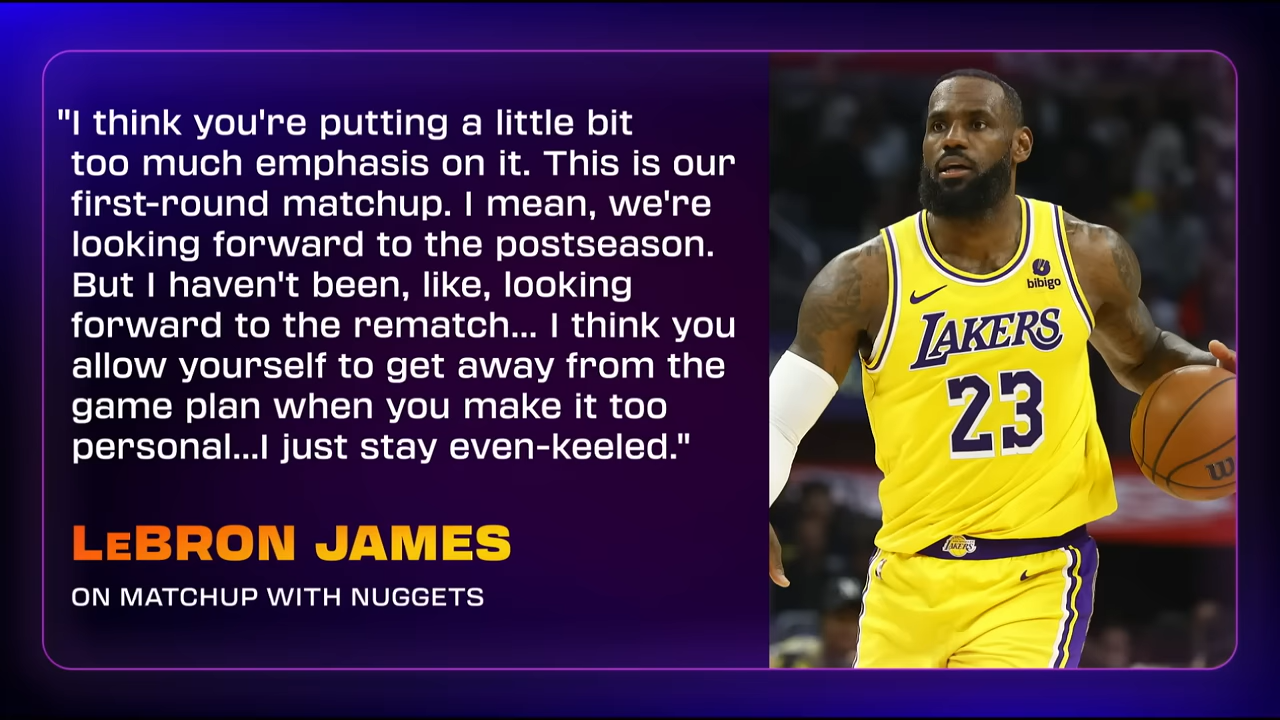 "I think you're putting a little bit
too much emphasis on it. This is our
first-round matchup. I mean, we're
looking forward to the postseason.
But I haven't been, like, looking
forward to the rematch... I think you
allow yourself to get away from the
game plan when you make it too
personal...I just stay even-keeled."
LEBRON JAMES
ON MATCHUP WITH NUGGETS
bibigo
LAKERS
23
W
LAKERS